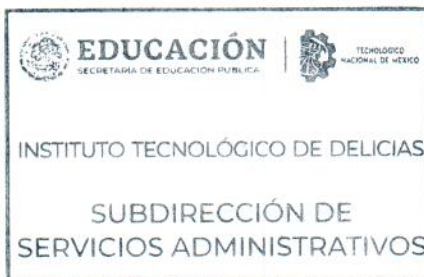 EDUCACIÓN
SECRETARÍA DE EDUCACIÓN PÚBLICA
TECNOLÓGICO
NACIONAL DE MÉXICO
INSTITUTO TECNOLÓGICO DE DELICIAS
SUBDIRECCIÓN DE
SERVICIOS ADMINISTRATIVOS